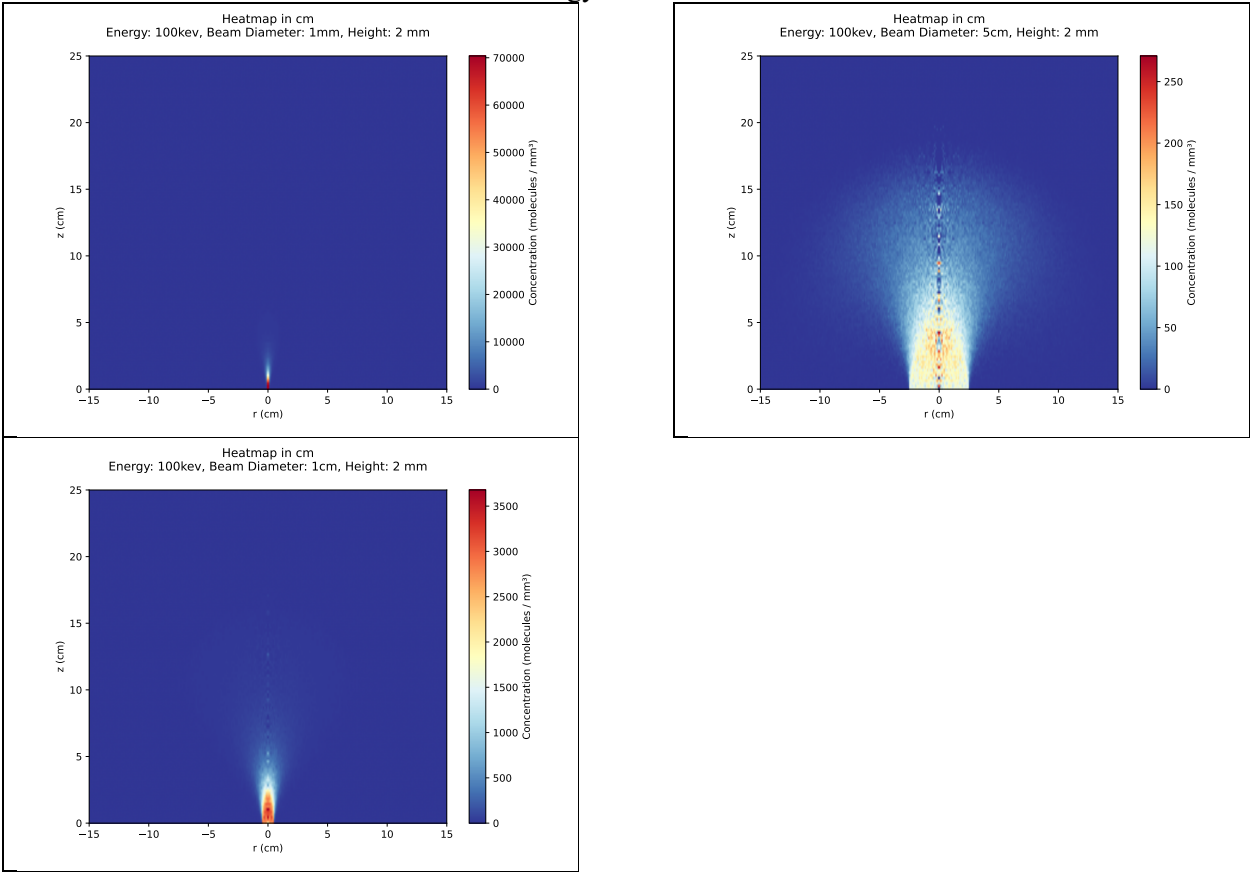 Heatmap in cm
Energy: 100kev, Beam Diameter: 1mm, Height: 2 mm
25
20
15
10
5
0
z (cm)
−15 −10 −5 0 5 10 15
r (cm)
70000
60000
50000
40000
30000
20000
10000
0
Concentration (molecules / mm³)
Heatmap in cm
Energy: 100kev, Beam Diameter: 5cm, Height: 2 mm
25
20
15
10
5
0
z (cm)
−15 −10 −5 0 5 10 15
r (cm)
250
200
150
100
50
0
Concentration (molecules / mm³)
Heatmap in cm
Energy: 100kev, Beam Diameter: 1cm, Height: 2 mm
25
20
15
10
5
0
z (cm)
−15 −10 −5 0 5 10 15
r (cm)
3500
3000
2500
2000
1500
1000
500
0
Concentration (molecules / mm³)